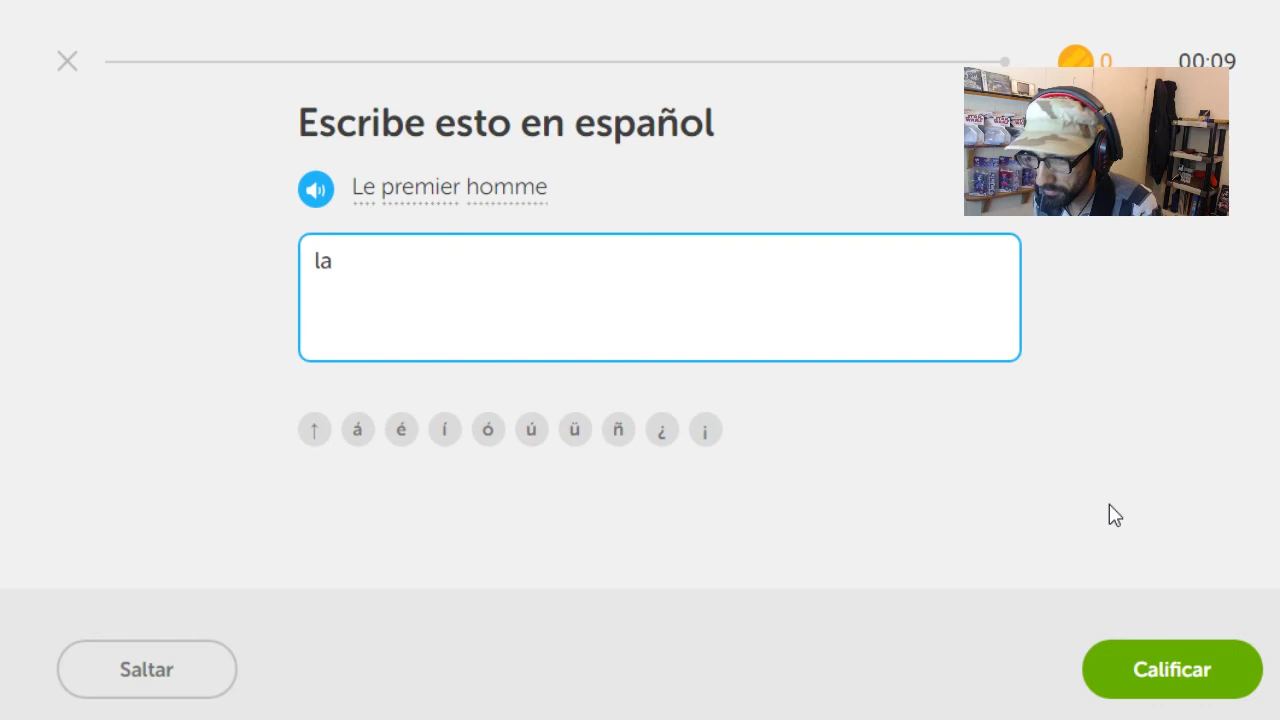 0 00:09
Escribe esto en español
Le premier homme
la
↑ á é í ó ú ü ñ ¿ ¡
Saltar Calificar